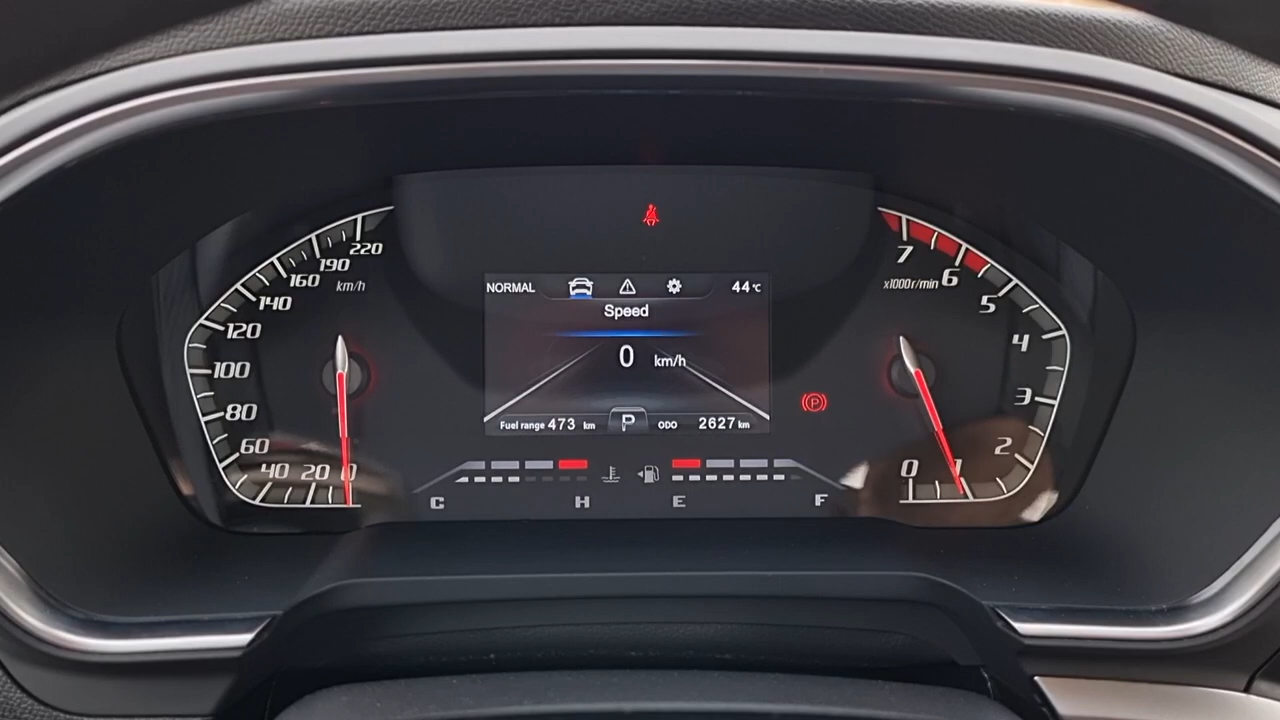 220
190
160
km/h
140
120
100
80
60
40
20
0
NORMAL
44°C
Speed
0 km/h
Fuel range 473 km
P
ODO 2627 km
C
H
E
F
(P)
7
x1000r/min
6
5
4
3
2
1
0